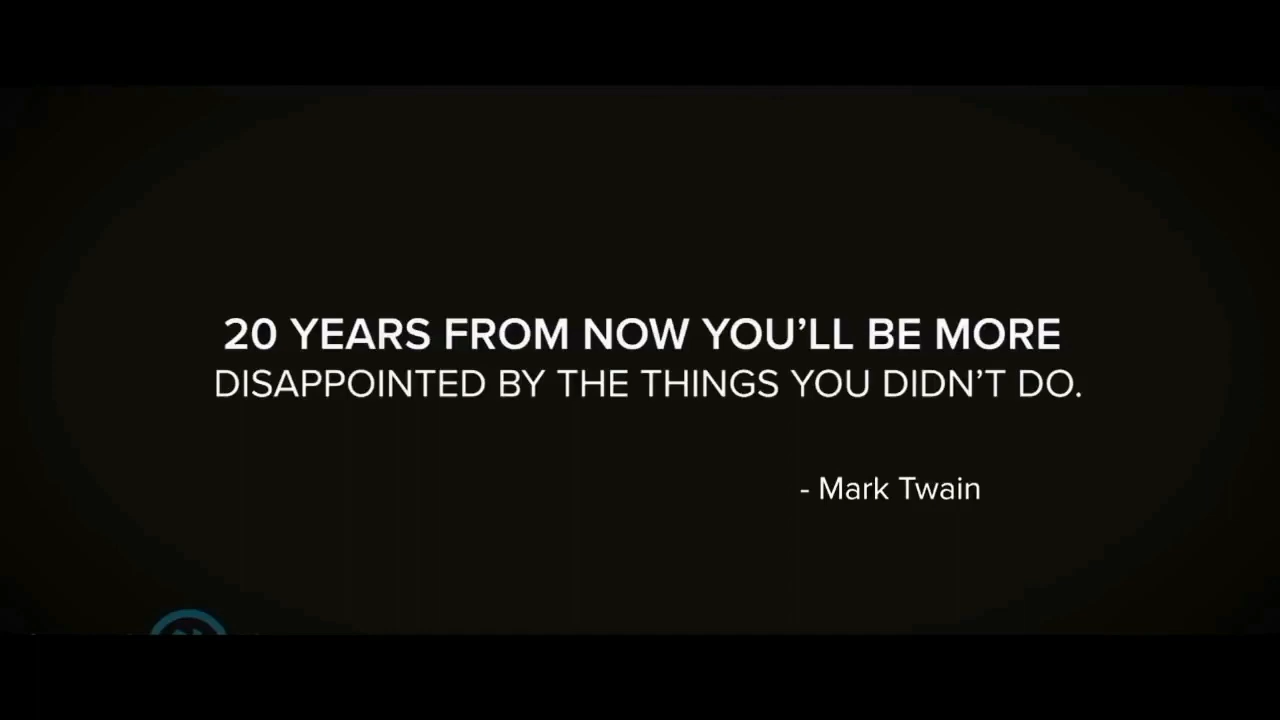 20 YEARS FROM NOW YOU’LL BE MORE
DISAPPOINTED BY THE THINGS YOU DIDN’T DO.
- Mark Twain